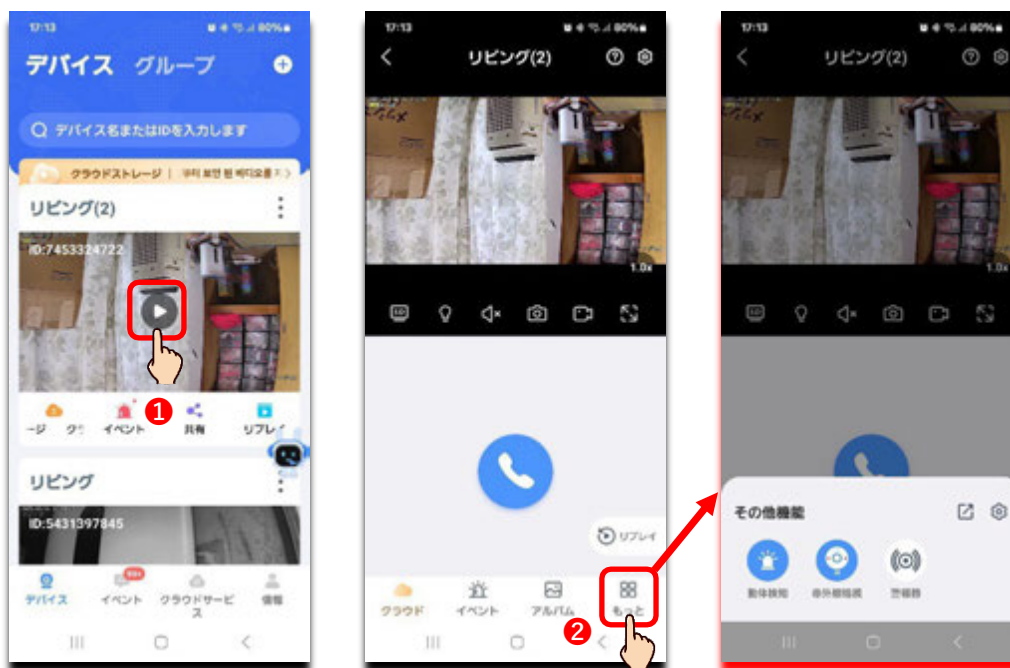 17:13
80%
デバイス グループ
デバイス名またはIDを入力します
クラウドストレージ |
リビング(2)
ID:7453324722
1
イベント 共有
リビング
ID:5431397845
99+
デバイス イベント クラウドサービス 情報
17:13
80%
リビング(2)
1.0x
リプレイ
クラウド イベント アルバム もっと
2
17:13
80%
リビング(2)
1.0x
その他機能
動体検知 赤外線暗視 警報器